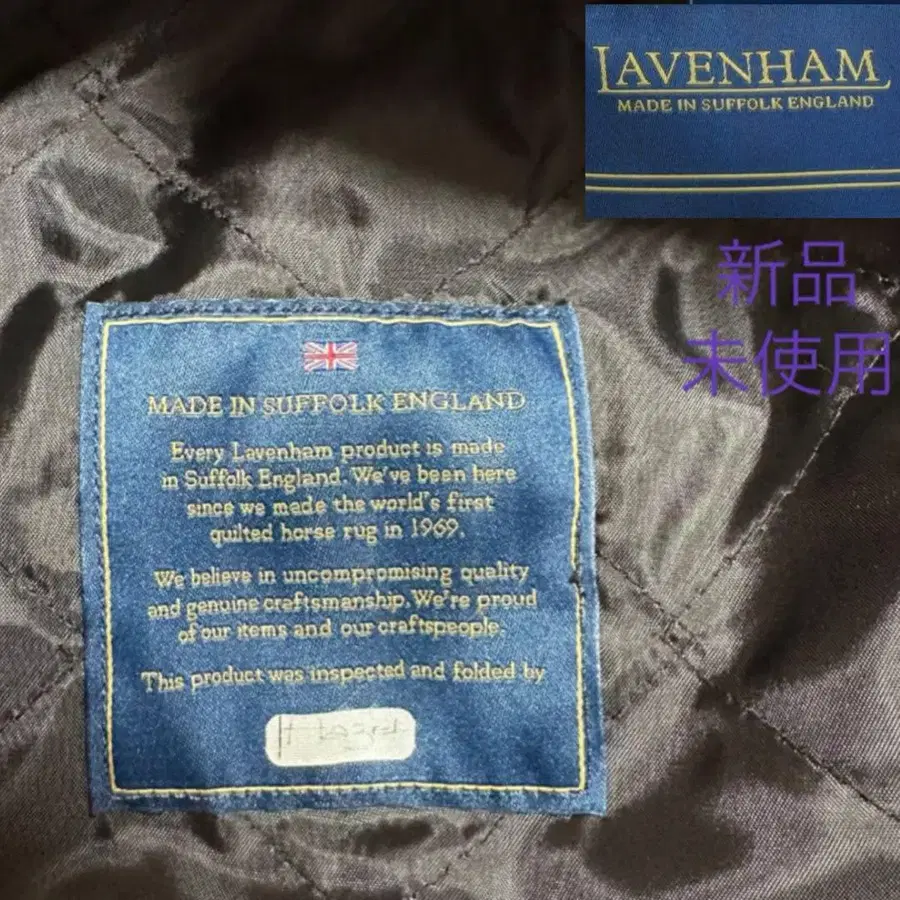 LAVENHAM
MADE IN SUFFOLK ENGLAND
新品
未使用
MADE IN SUFFOLK ENGLAND
Every Lavenham product is made
in Suffolk England. We've been here
since we made the world's first
quilted horse rug in 1969.
We believe in uncompromising quality
and genuine craftsmanship. We're proud
of our items and our craftspeople.
This product was inspected and folded by